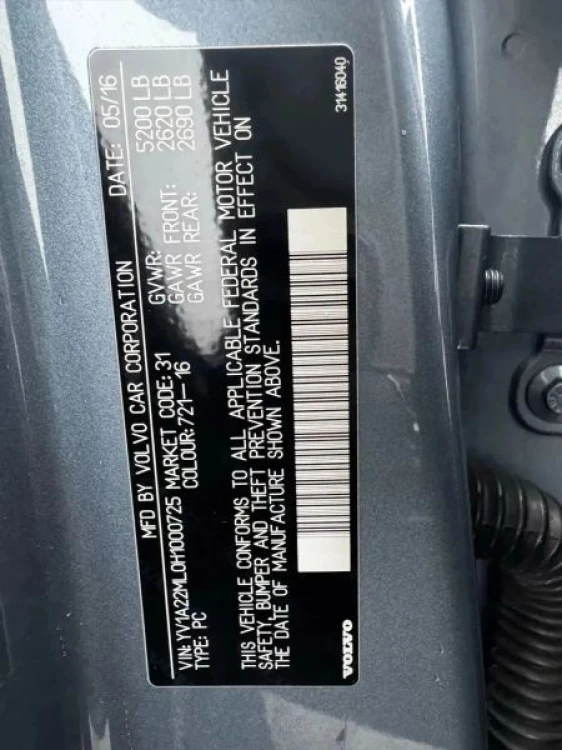 MFD BY VOLVO CAR CORPORATION DATE: 05/16
VIN: YV1A22ML0H1000725 GVWR: 5200 LB
TYPE: PC MARKET CODE: 31 GAWR FRONT: 2620 LB
COLOUR: 721-16 GAWR REAR: 2690 LB
THIS VEHICLE CONFORMS TO ALL APPLICABLE FEDERAL MOTOR VEHICLE
SAFETY, BUMPER AND THEFT PREVENTION STANDARDS IN EFFECT ON
THE DATE OF MANUFACTURE SHOWN ABOVE.
VOLVO
31416040